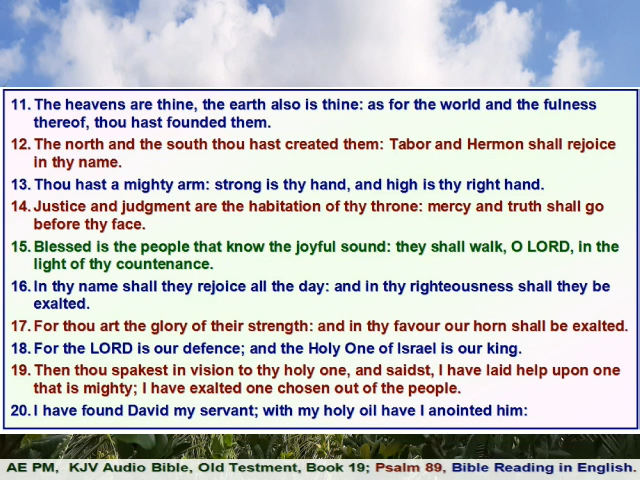 11. The heavens are thine, the earth also is thine: as for the world and the fulness
thereof, thou hast founded them.
12. The north and the south thou hast created them: Tabor and Hermon shall rejoice
in thy name.
13. Thou hast a mighty arm: strong is thy hand, and high is thy right hand.
14. Justice and judgment are the habitation of thy throne: mercy and truth shall go
before thy face.
15. Blessed is the people that know the joyful sound: they shall walk, O LORD, in the
light of thy countenance.
16. In thy name shall they rejoice all the day: and in thy righteousness shall they be
exalted.
17. For thou art the glory of their strength: and in thy favour our horn shall be exalted.
18. For the LORD is our defence; and the Holy One of Israel is our king.
19. Then thou spakest in vision to thy holy one, and saidst, I have laid help upon one
that is mighty; I have exalted one chosen out of the people.
20. I have found David my servant; with my holy oil have I anointed him:
AE PM, KJV Audio Bible, Old Testment, Book 19; Psalm 89, Bible Reading in English.